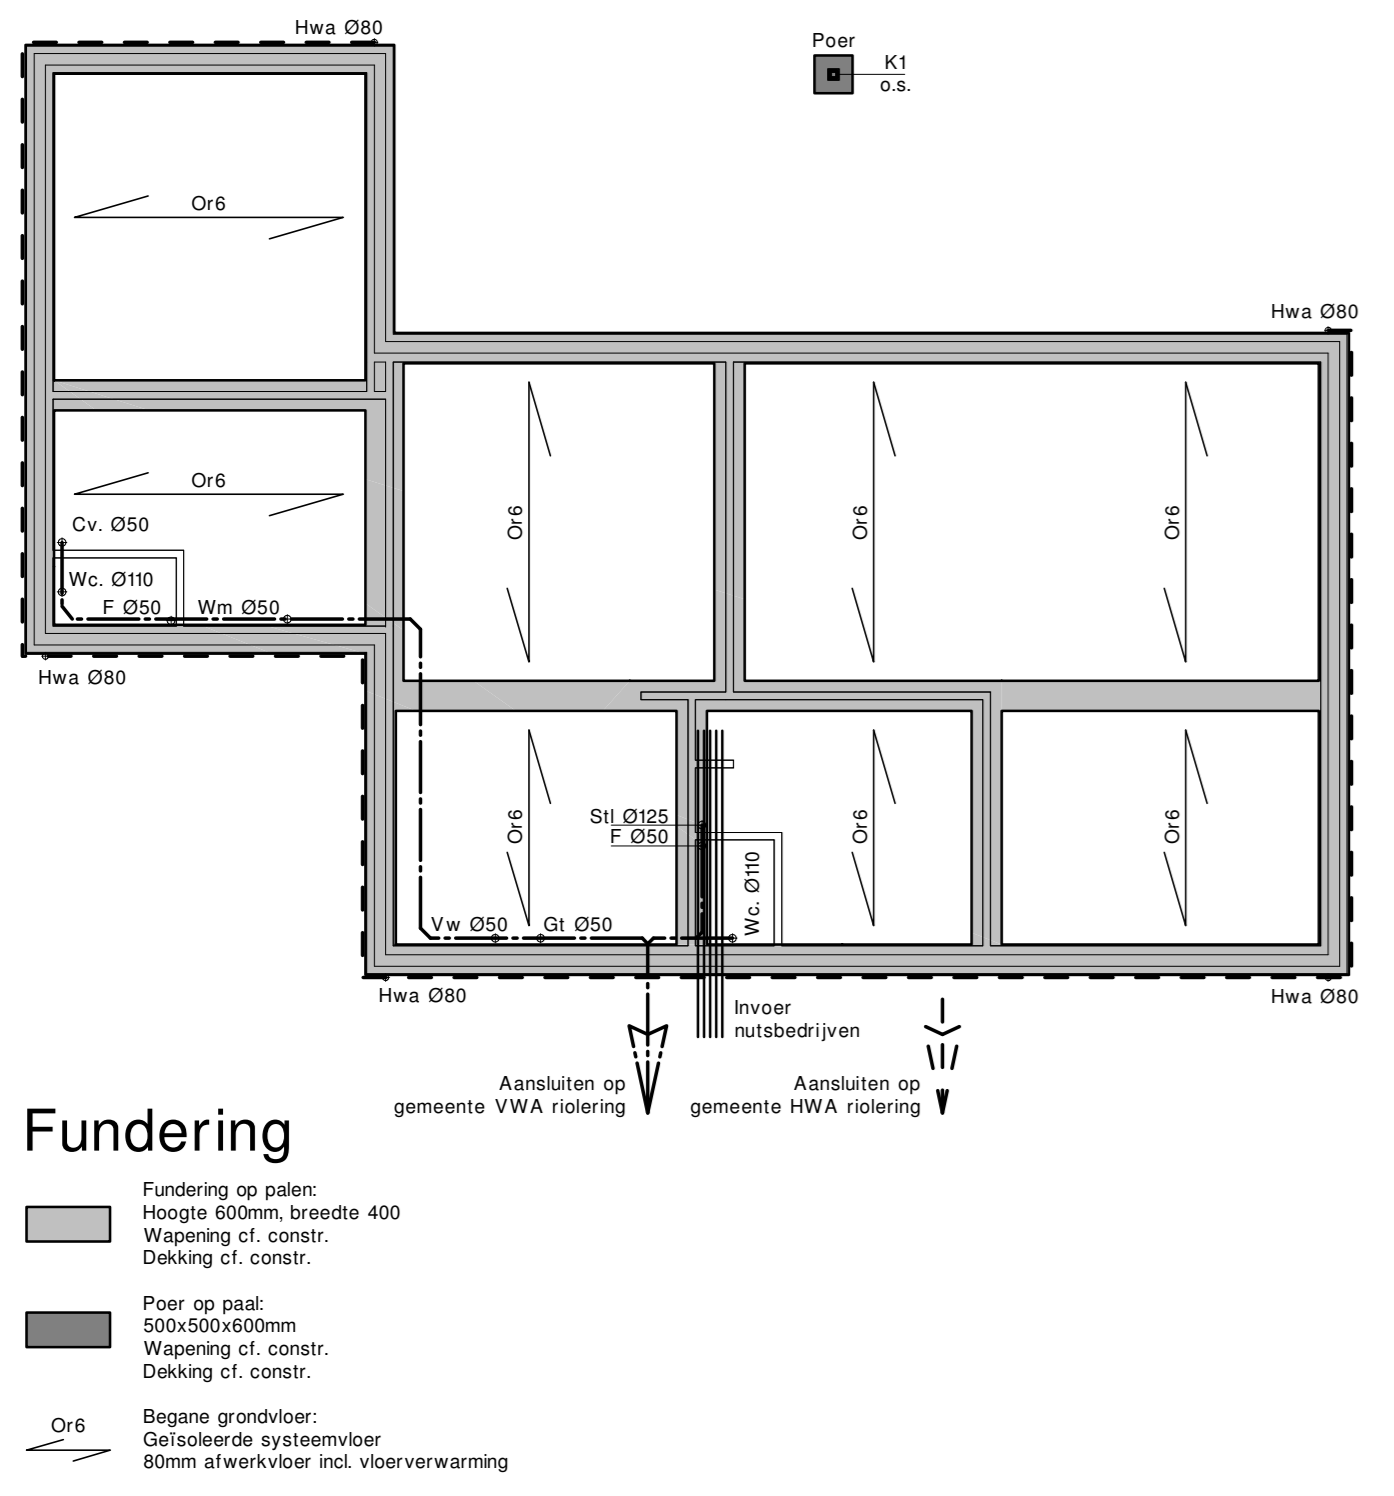 Hwa Ø80
Poer
K1
o.s.
Or6
Hwa Ø80
Or6
Cv. Ø50
Wc. Ø110
F Ø50
Wm Ø50
Hwa Ø80
Or6
Or6
Or6
Stl Ø125
F Ø50
Or6
Or6
Or6
Wc. Ø110
Vw Ø50
Gt Ø50
Hwa Ø80
Hwa Ø80
Invoer
nutsbedrijven
Aansluiten op
gemeente VWA riolering
Aansluiten op
gemeente HWA riolering
Fundering
Fundering op palen:
Hoogte 600mm, breedte 400
Wapening cf. constr.
Dekking cf. constr.
Poer op paal:
500x500x600mm
Wapening cf. constr.
Dekking cf. constr.
Or6
Begane grondvloer:
Geïsoleerde systeemvloer
80mm afwerkvloer incl. vloerverwarming